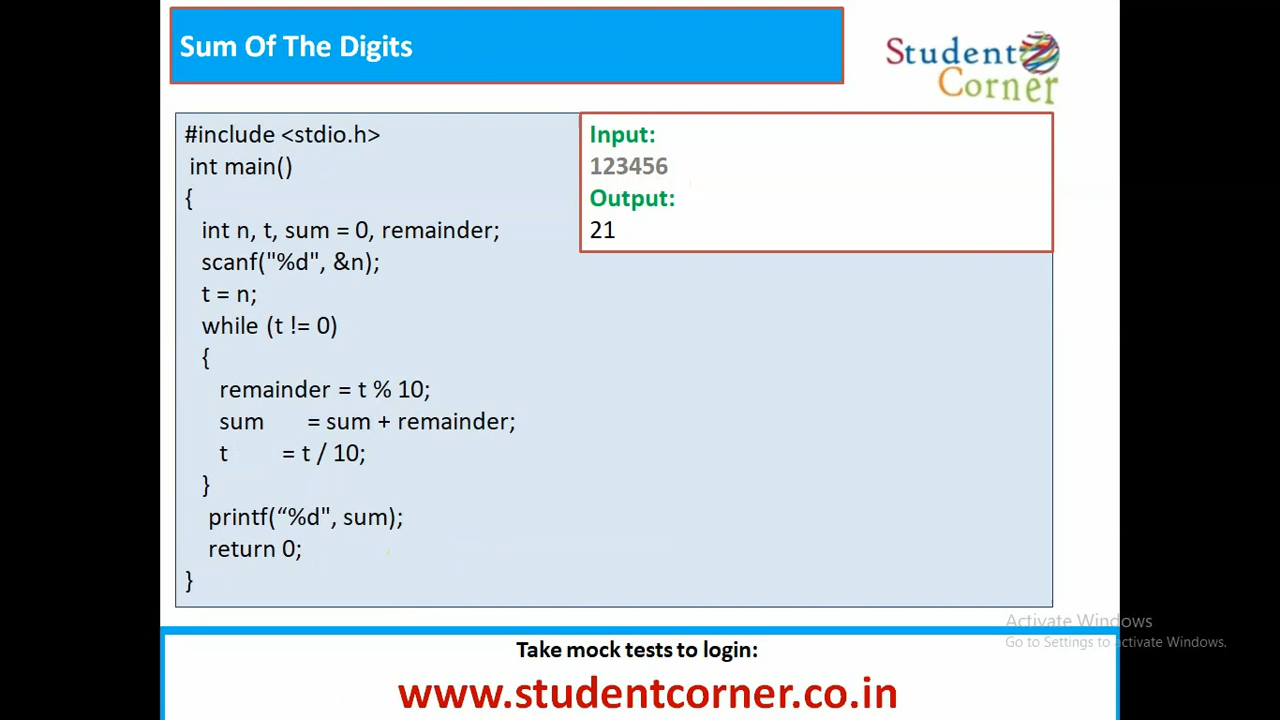 Sum Of The Digits
Student
Corner
#include <stdio.h>
int main()
{
int n, t, sum = 0, remainder;
scanf("%d", &n);
t = n;
while (t != 0)
{
remainder = t % 10;
sum = sum + remainder;
t = t / 10;
}
printf(“%d", sum);
return 0;
}
Input:
123456
Output:
21
Activate Windows
Go to Settings to activate Windows.
Take mock tests to login:
www.studentcorner.co.in